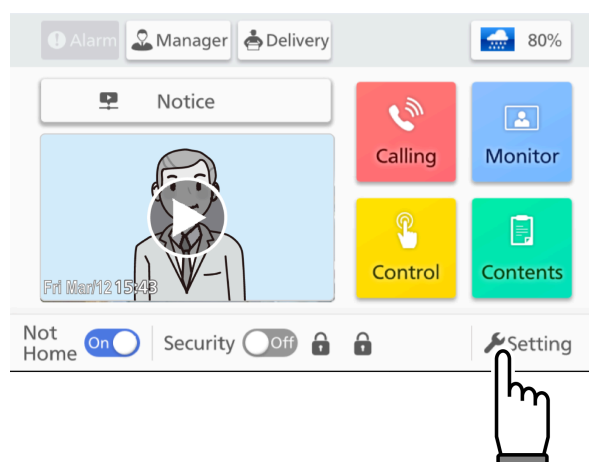 Alarm Manager Delivery 80%
Notice
Calling Monitor
Fri Mar/12 15:43
Control Contents
Not Home On Security Off Setting